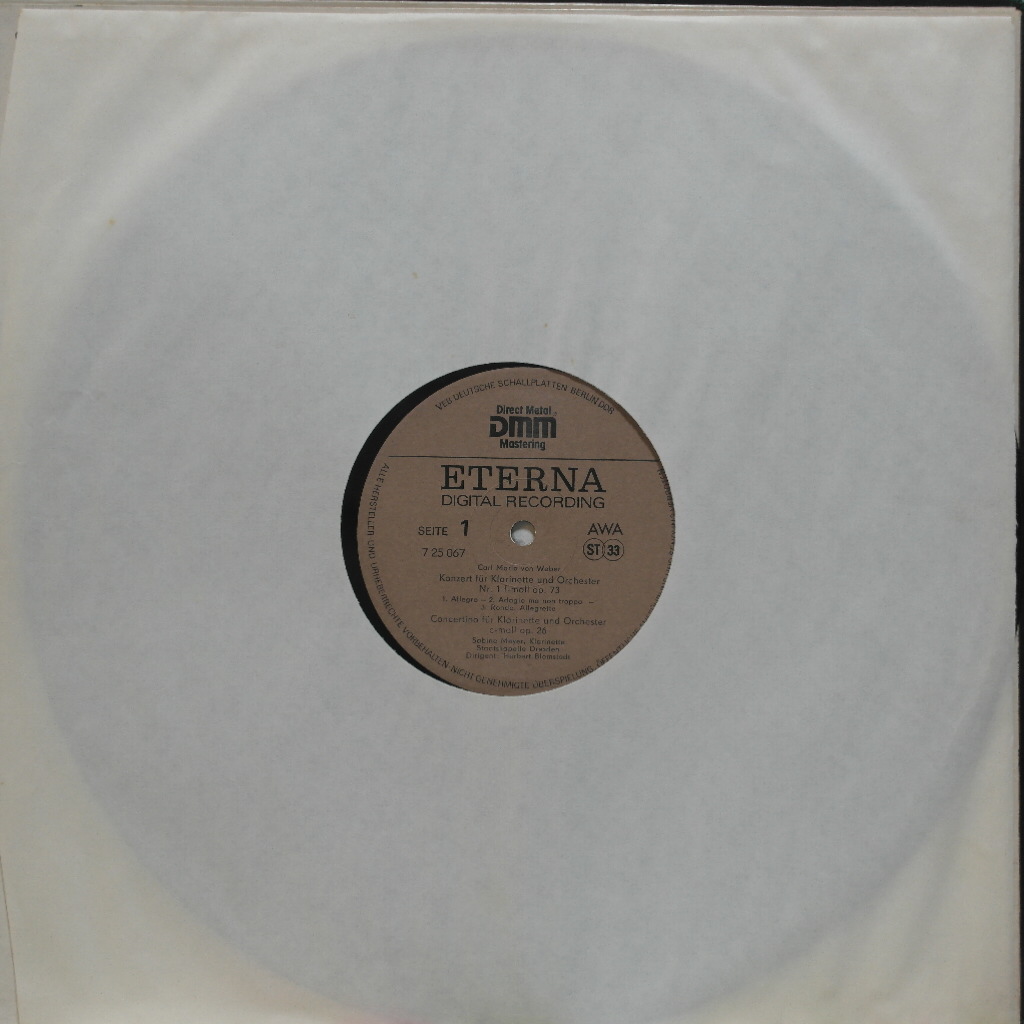 VEB DEUTSCHE SCHALLPLATTEN BERLIN DDR
Direct Metal
DMM
Mastering
ETERNA
DIGITAL RECORDING
SEITE 1
AWA
7 25 067
ST 33
Carl Maria von Weber
Konzert für Klarinette und Orchester
Nr. 1 f-moll op. 73
1. Allegro – 2. Adagio ma non troppo –
3. Rondo. Allegretto
Concertino für Klarinette und Orchester
c-moll op. 26
Sabine Meyer, Klarinette
Staatskapelle Dresden
Dirigent: Herbert Blomstedt
ALLE HERSTELLER- UND URHEBERRECHTE VORBEHALTEN · NICHT GENEHMIGTE ÜBERSPIELUNG,